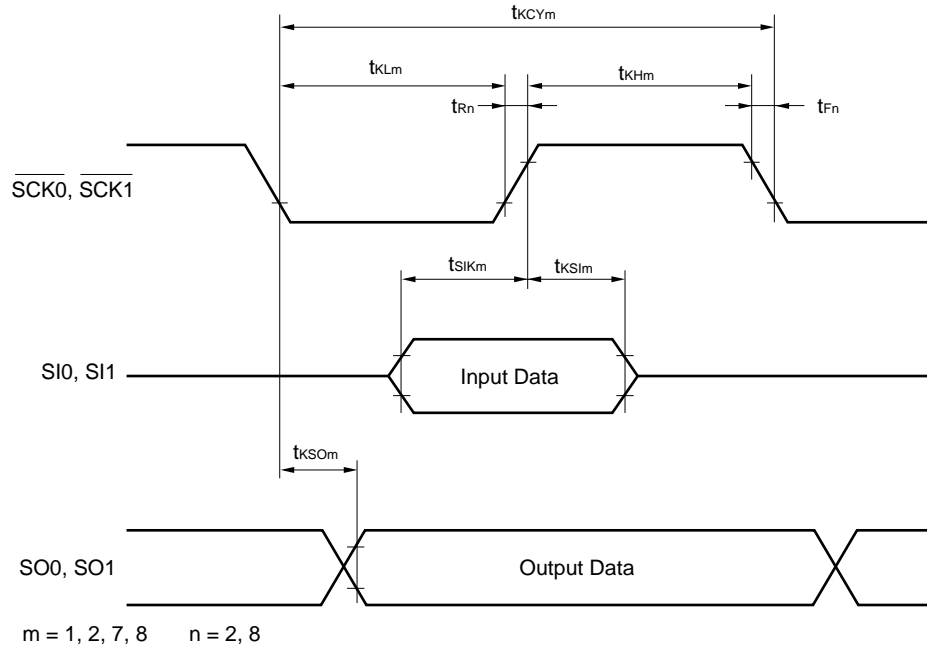 tKCYm
tKLm
tKHm
tRn
tFn
SCK0, SCK1
tSIKm
tKSIm
SI0, SI1
Input Data
tKSOm
SO0, SO1
Output Data
m = 1, 2, 7, 8 n = 2, 8